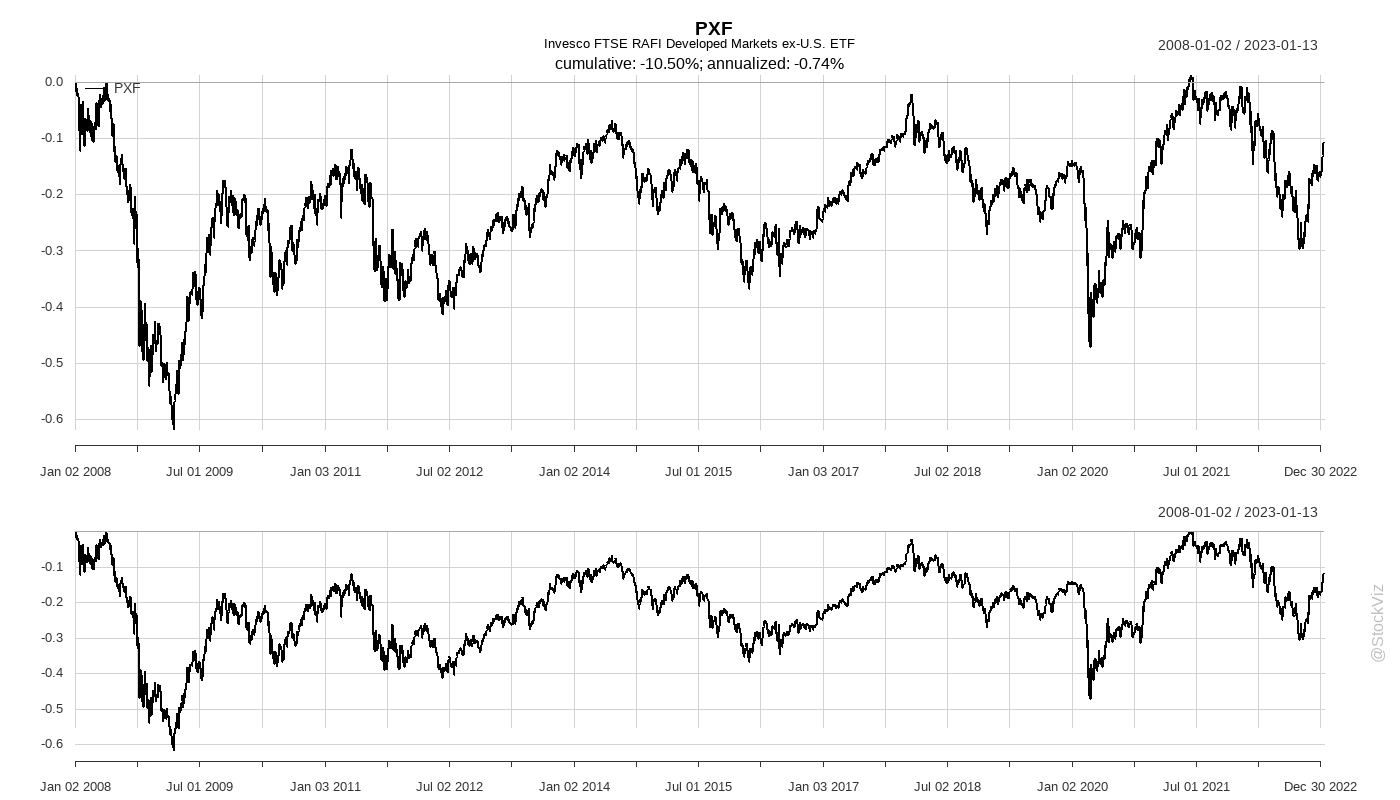 PXF
Invesco FTSE RAFI Developed Markets ex-U.S. ETF
2008-01-02 / 2023-01-13
cumulative: -10.50%; annualized: -0.74%
PXF
0.0
-0.1
-0.2
-0.3
-0.4
-0.5
-0.6
Jan 02 2008 Jul 01 2009 Jan 03 2011 Jul 02 2012 Jan 02 2014 Jul 01 2015 Jan 03 2017 Jul 02 2018 Jan 02 2020 Jul 01 2021 Dec 30 2022
2008-01-02 / 2023-01-13
-0.1
-0.2
-0.3
-0.4
-0.5
-0.6
Jan 02 2008 Jul 01 2009 Jan 03 2011 Jul 02 2012 Jan 02 2014 Jul 01 2015 Jan 03 2017 Jul 02 2018 Jan 02 2020 Jul 01 2021 Dec 30 2022
@StockViz